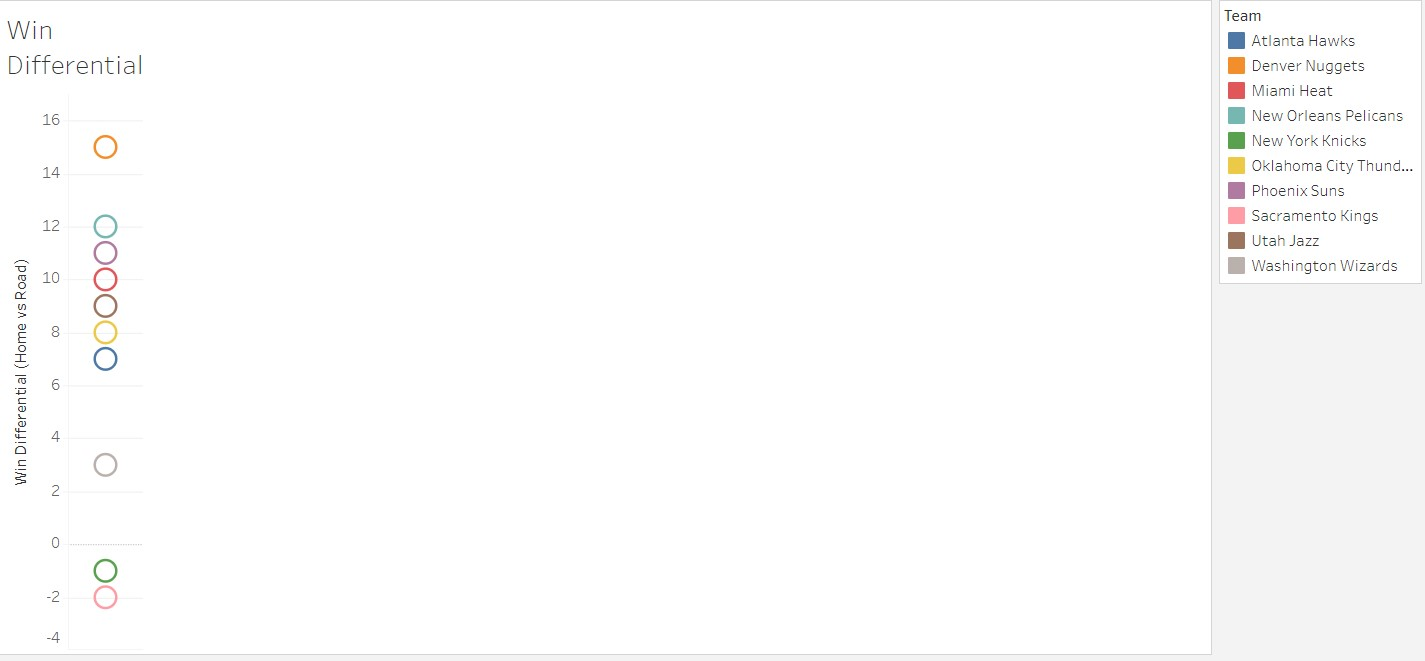 Win
Differential
Win Differential (Home vs Road)
16
14
12
10
8
6
4
2
0
-2
-4
Team
Atlanta Hawks
Denver Nuggets
Miami Heat
New Orleans Pelicans
New York Knicks
Oklahoma City Thund...
Phoenix Suns
Sacramento Kings
Utah Jazz
Washington Wizards